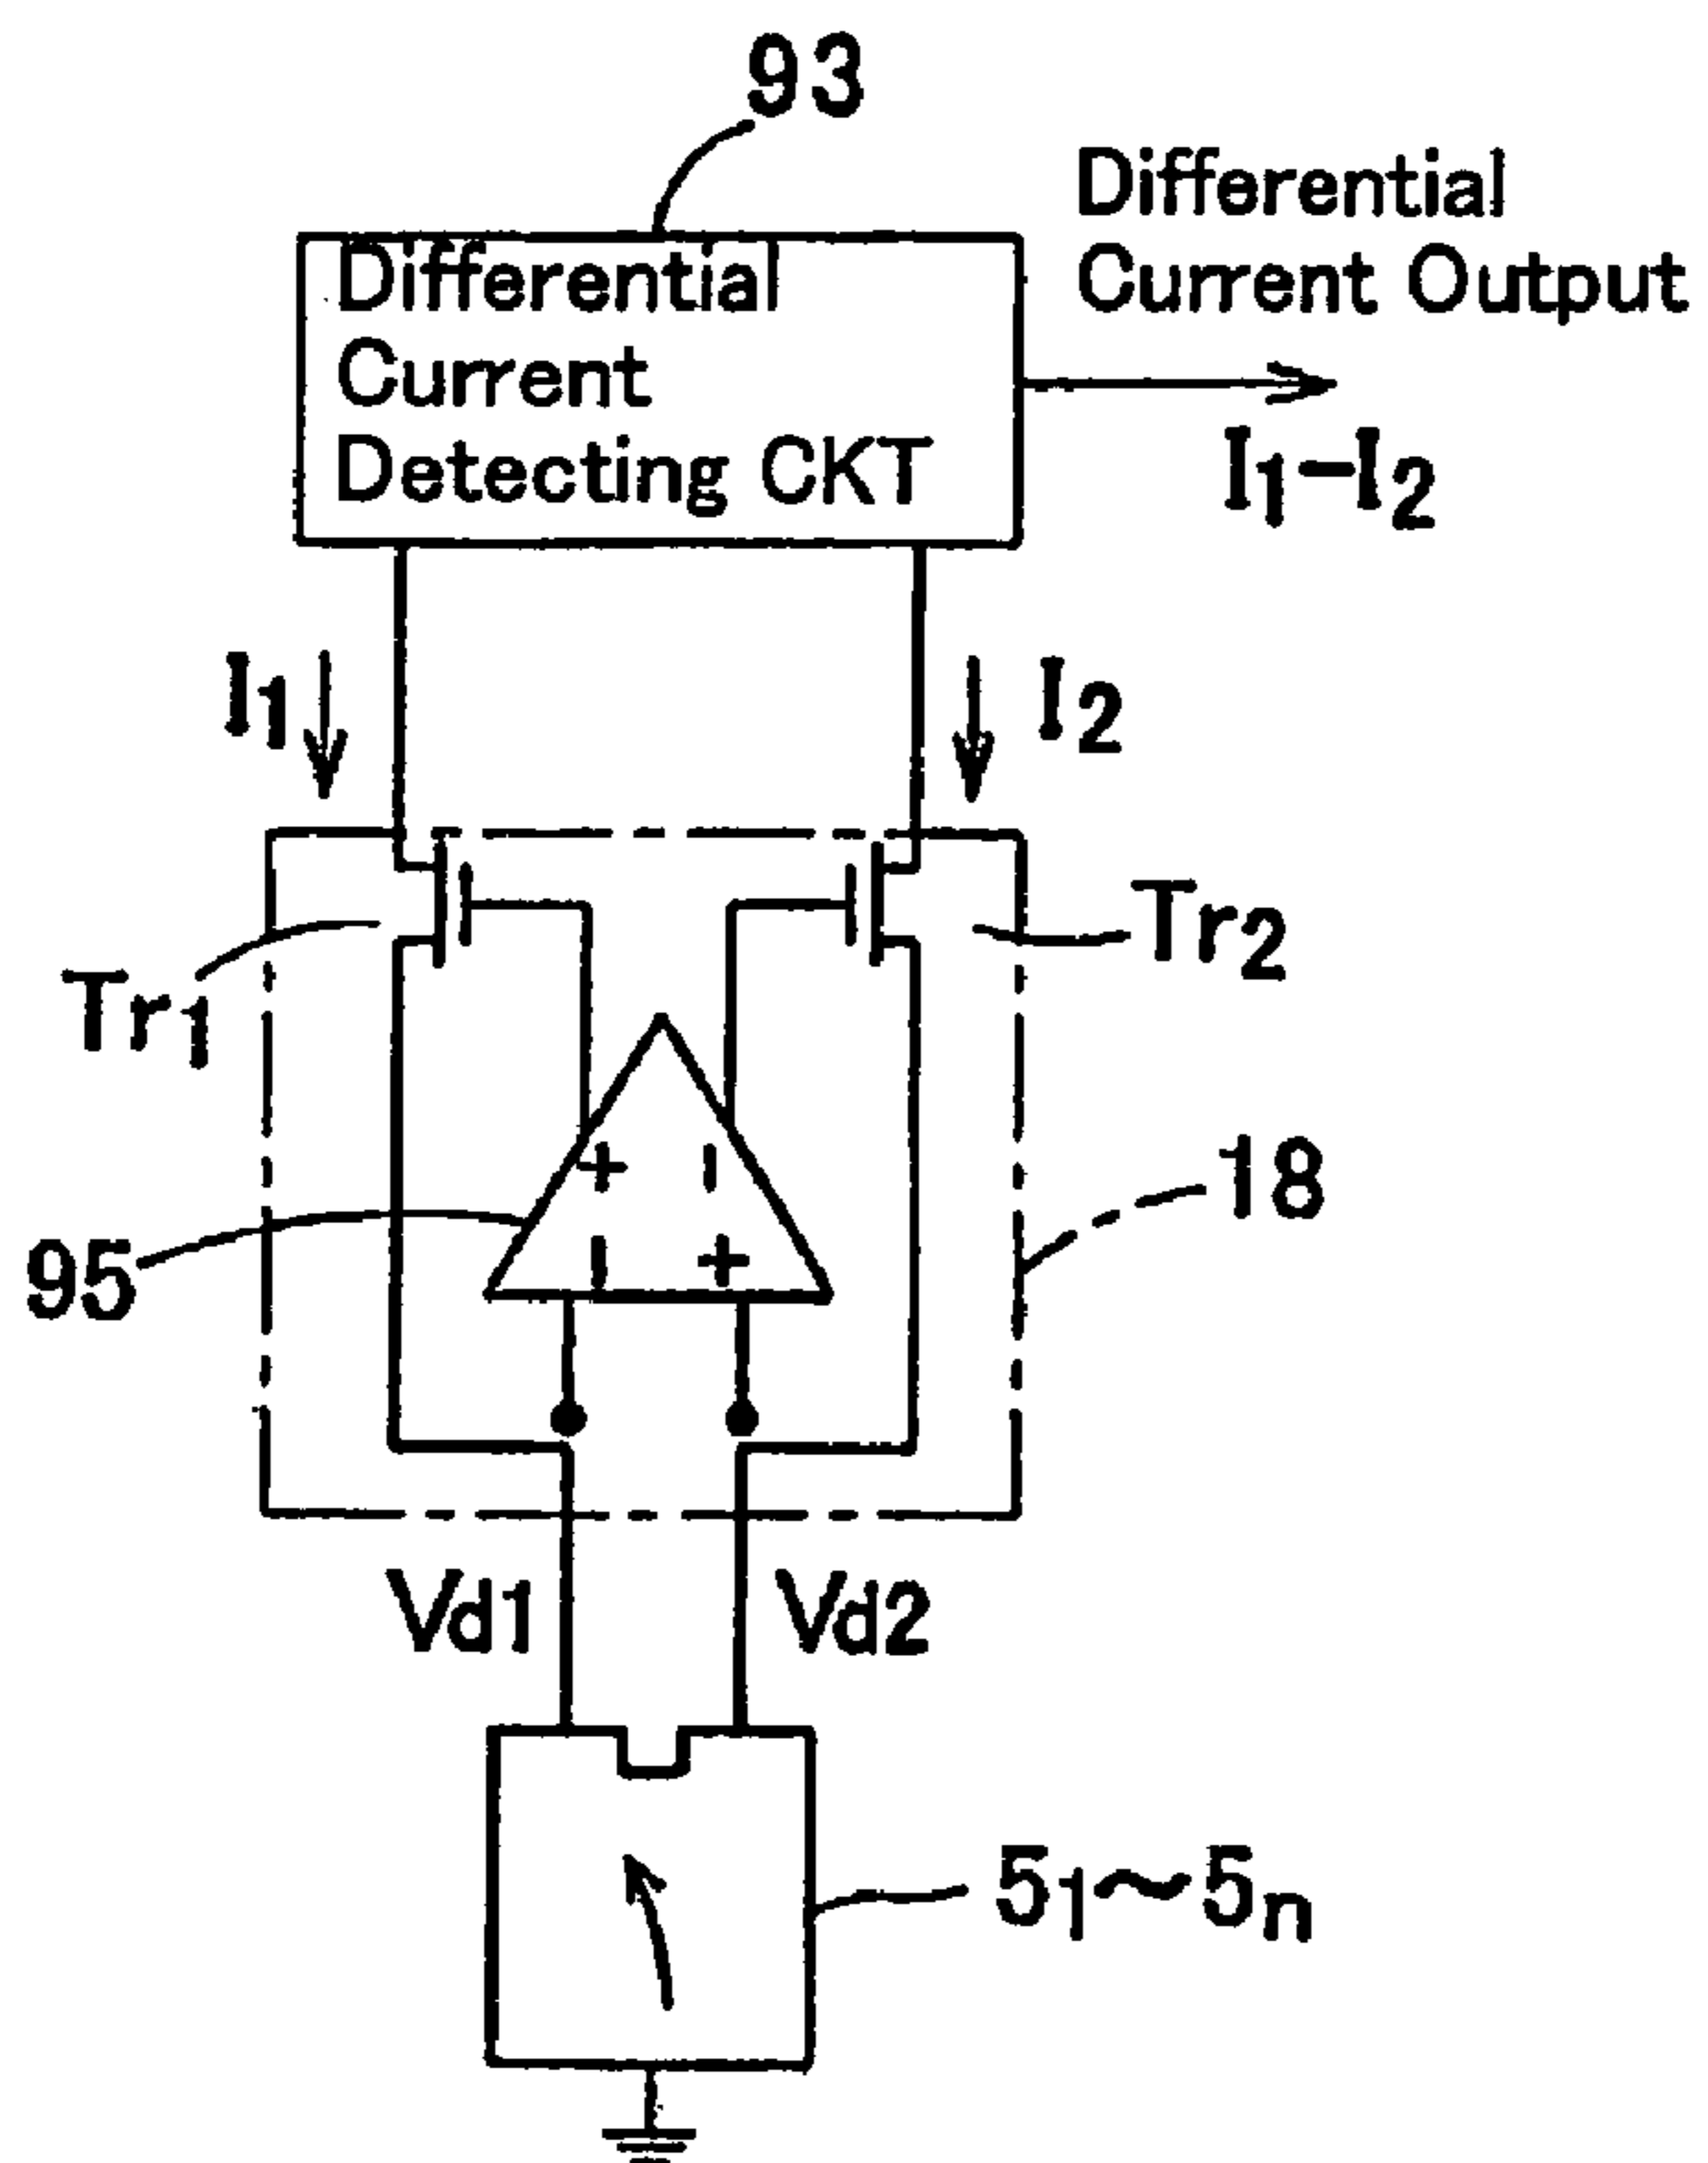 93
Differential
Current Output
Differential
Current
Detecting CKT
I1-I2
I1
I2
Tr1
Tr2
+ -
- +
95
18
Vd1
Vd2
51~5n